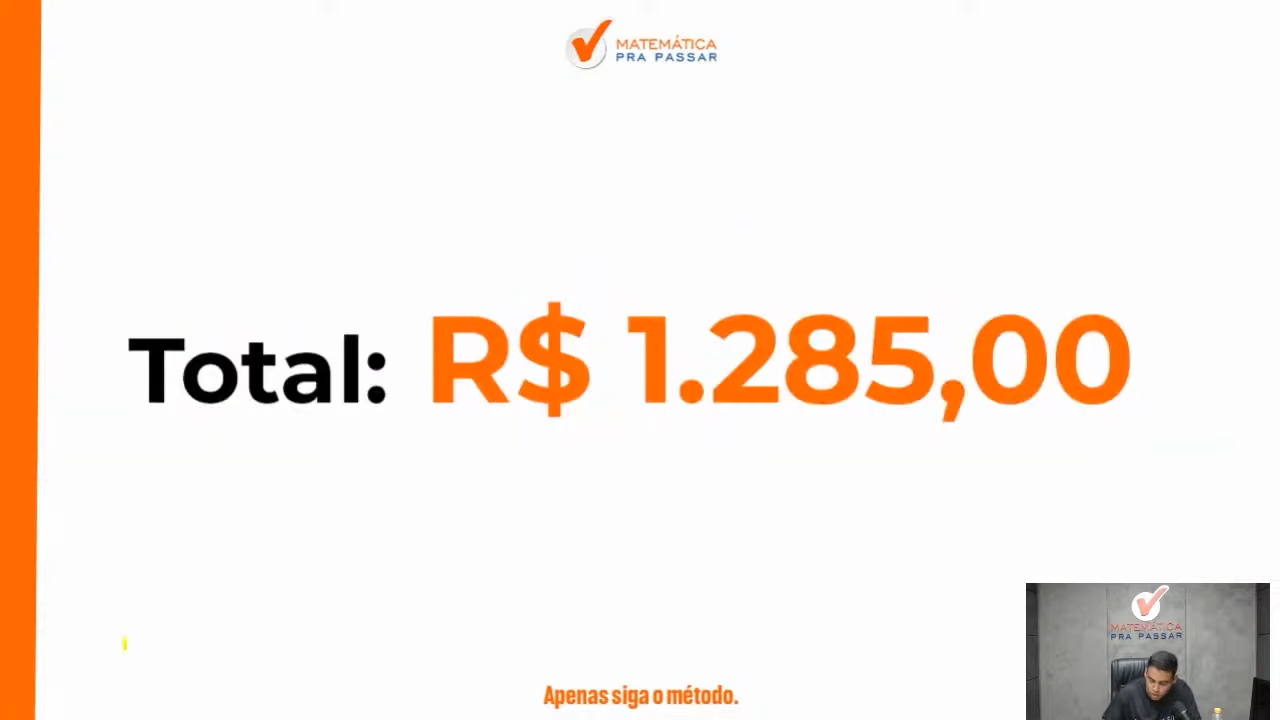 MATEMÁTICA
PRA PASSAR
Total: R$ 1.285,00
MATEMÁTICA
PRA PASSAR
Apenas siga o método.